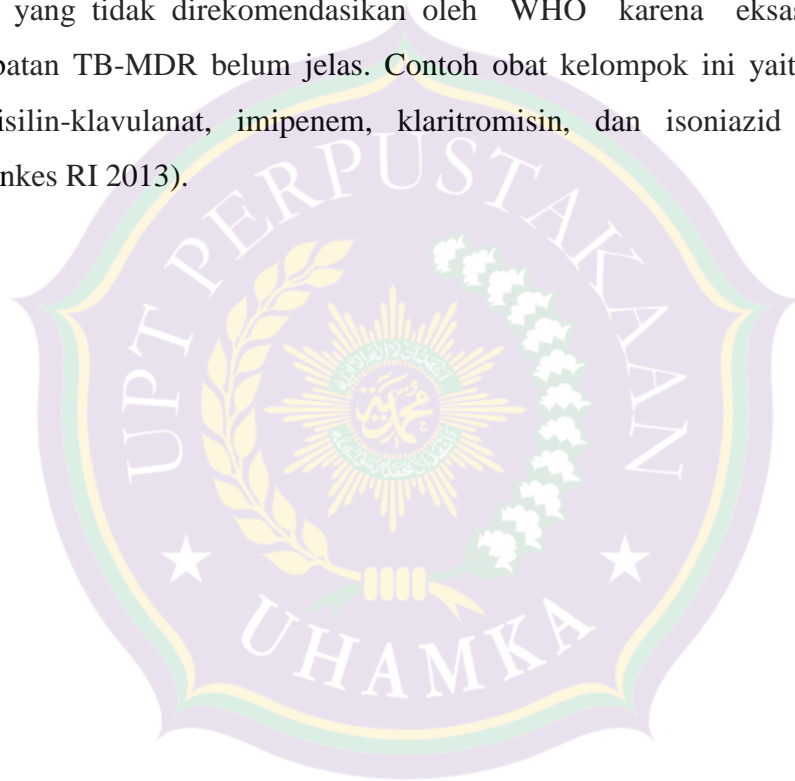 yang tidak direkomendasikan oleh WHO karena eksas
batan TB-MDR belum jelas. Contoh obat kelompok ini yait
isilin-klavulanat, imipenem, klaritromisin, dan isoniazid
nkes RI 2013).
UPT PERPUSTAKAAN
UHAMKA